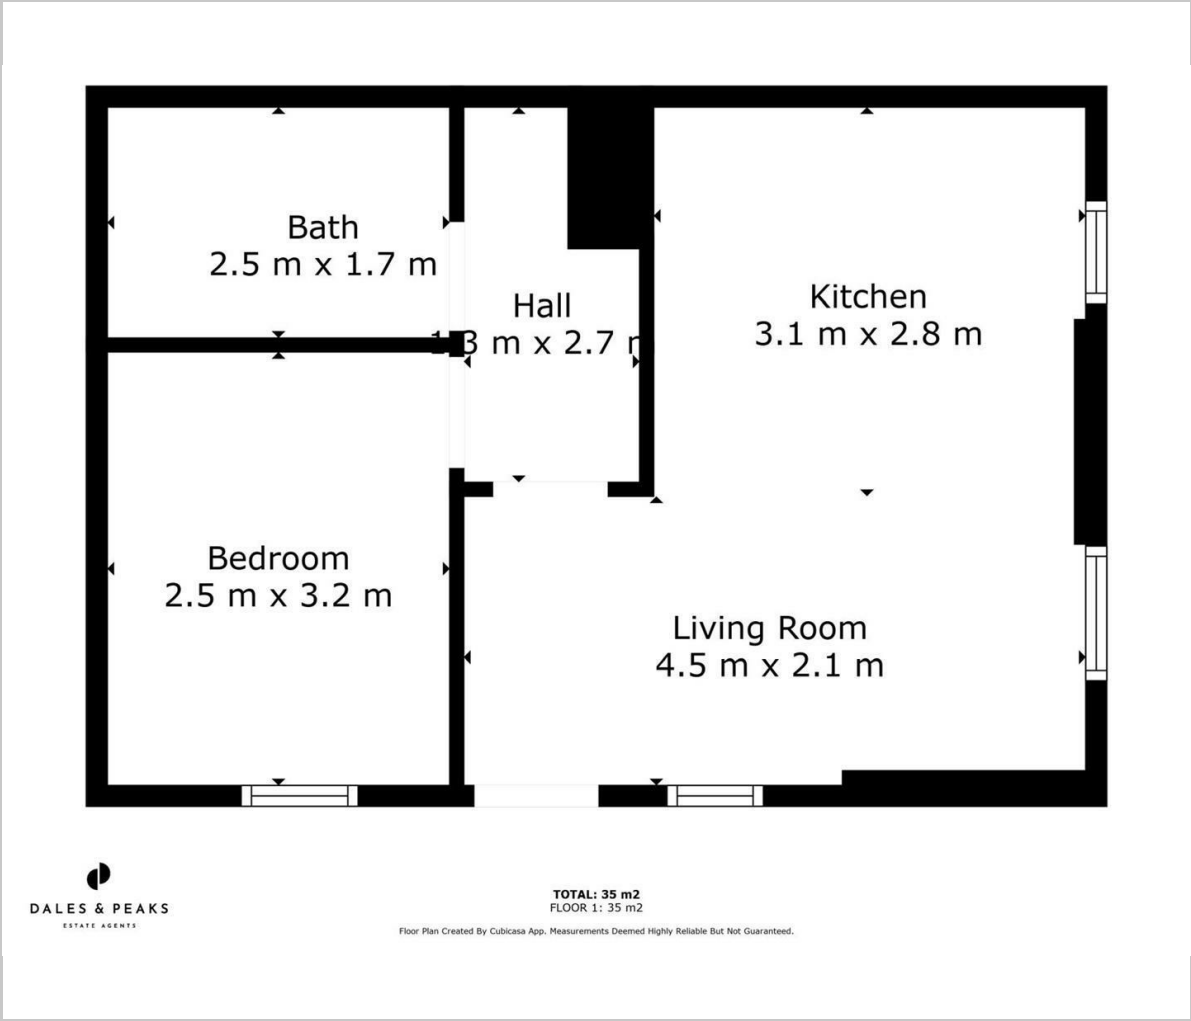 Bath
2.5 m x 1.7 m
Hall
m x 2.7
Kitchen
3.1 m x 2.8 m
Bedroom
2.5 m x 3.2 m
Living Room
4.5 m x 2.1 m
DALES & PEAKS
ESTATE AGENTS
TOTAL: 35 m2
FLOOR 1: 35 m2
Floor Plan Created By Cubicasa App. Measurements Deemed Highly Reliable But Not Guaranteed.